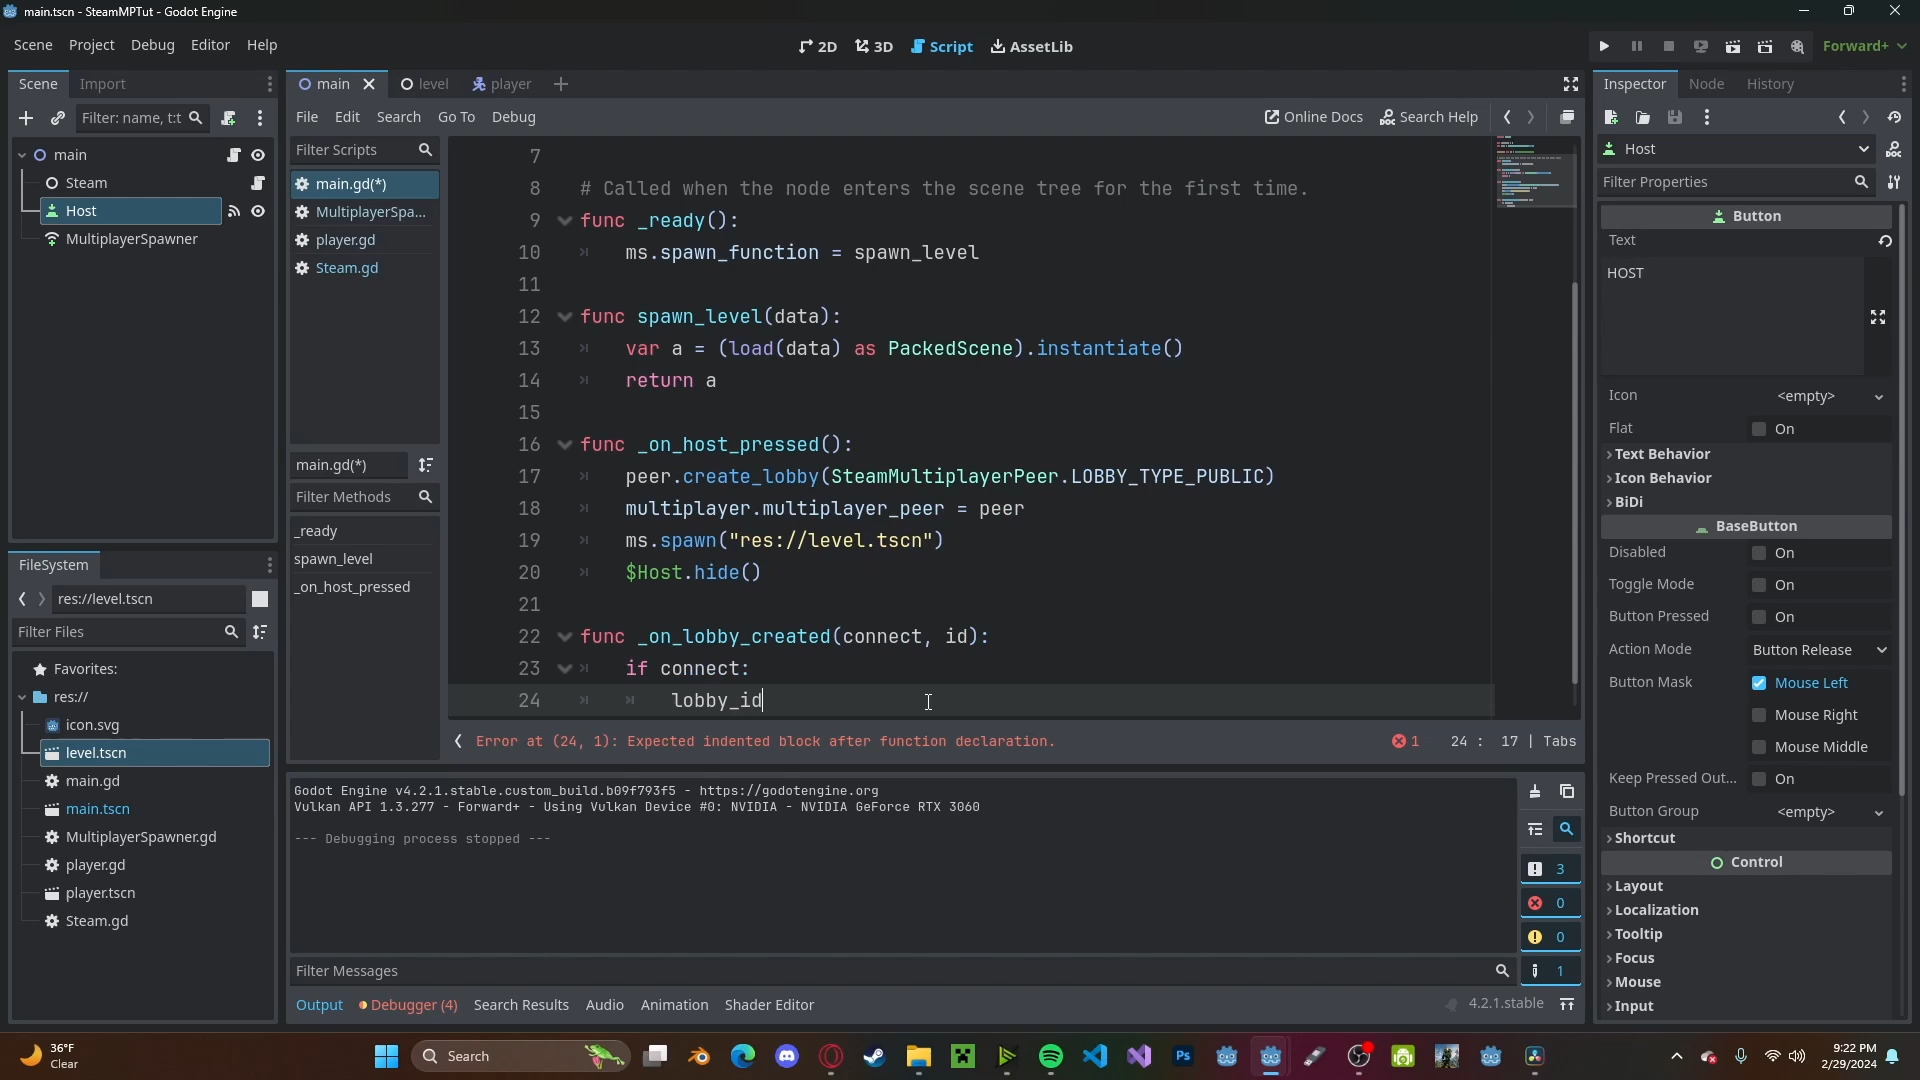 main.tscn - SteamMPTut - Godot Engine
Scene Project Debug Editor Help
2D 3D Script AssetLib
Forward+
Scene Import
main level player
Inspector Node History
Filter: name, t:t
File Edit Search Go To Debug
Online Docs Search Help
Filter Scripts
main
Steam
Host
MultiplayerSpawner
main.gd(*)
MultiplayerSpa...
player.gd
Steam.gd
main.gd(*)
Filter Methods
_ready
spawn_level
_on_host_pressed
7
8 # Called when the node enters the scene tree for the first time.
9 func _ready():
10 ms.spawn_function = spawn_level
11
12 func spawn_level(data):
13 var a = (load(data) as PackedScene).instantiate()
14 return a
15
16 func _on_host_pressed():
17 peer.create_lobby(SteamMultiplayerPeer.LOBBY_TYPE_PUBLIC)
18 multiplayer.multiplayer_peer = peer
19 ms.spawn("res://level.tscn")
20 $Host.hide()
21
22 func _on_lobby_created(connect, id):
23 if connect:
24 lobby_id
Error at (24, 1): Expected indented block after function declaration.
1 24 : 17 | Tabs
FileSystem
res://level.tscn
Filter Files
Favorites:
res://
icon.svg
level.tscn
main.gd
main.tscn
MultiplayerSpawner.gd
player.gd
player.tscn
Steam.gd
Godot Engine v4.2.1.stable.custom_build.b09f793f5 - https://godotengine.org
Vulkan API 1.3.277 - Forward+ - Using Vulkan Device #0: NVIDIA - NVIDIA GeForce RTX 3060
--- Debugging process stopped ---
3
0
0
1
Filter Messages
Output Debugger (4) Search Results Audio Animation Shader Editor
4.2.1.stable
Host
Filter Properties
Button
Text
HOST
Icon <empty>
Flat On
Text Behavior
Icon Behavior
BiDi
BaseButton
Disabled On
Toggle Mode On
Button Pressed On
Action Mode Button Release
Button Mask Mouse Left
Mouse Right
Mouse Middle
Keep Pressed Out... On
Button Group <empty>
Shortcut
Control
Layout
Localization
Tooltip
Focus
Mouse
Input
36°F
Clear
Search
Ps
9:22 PM
2/29/2024